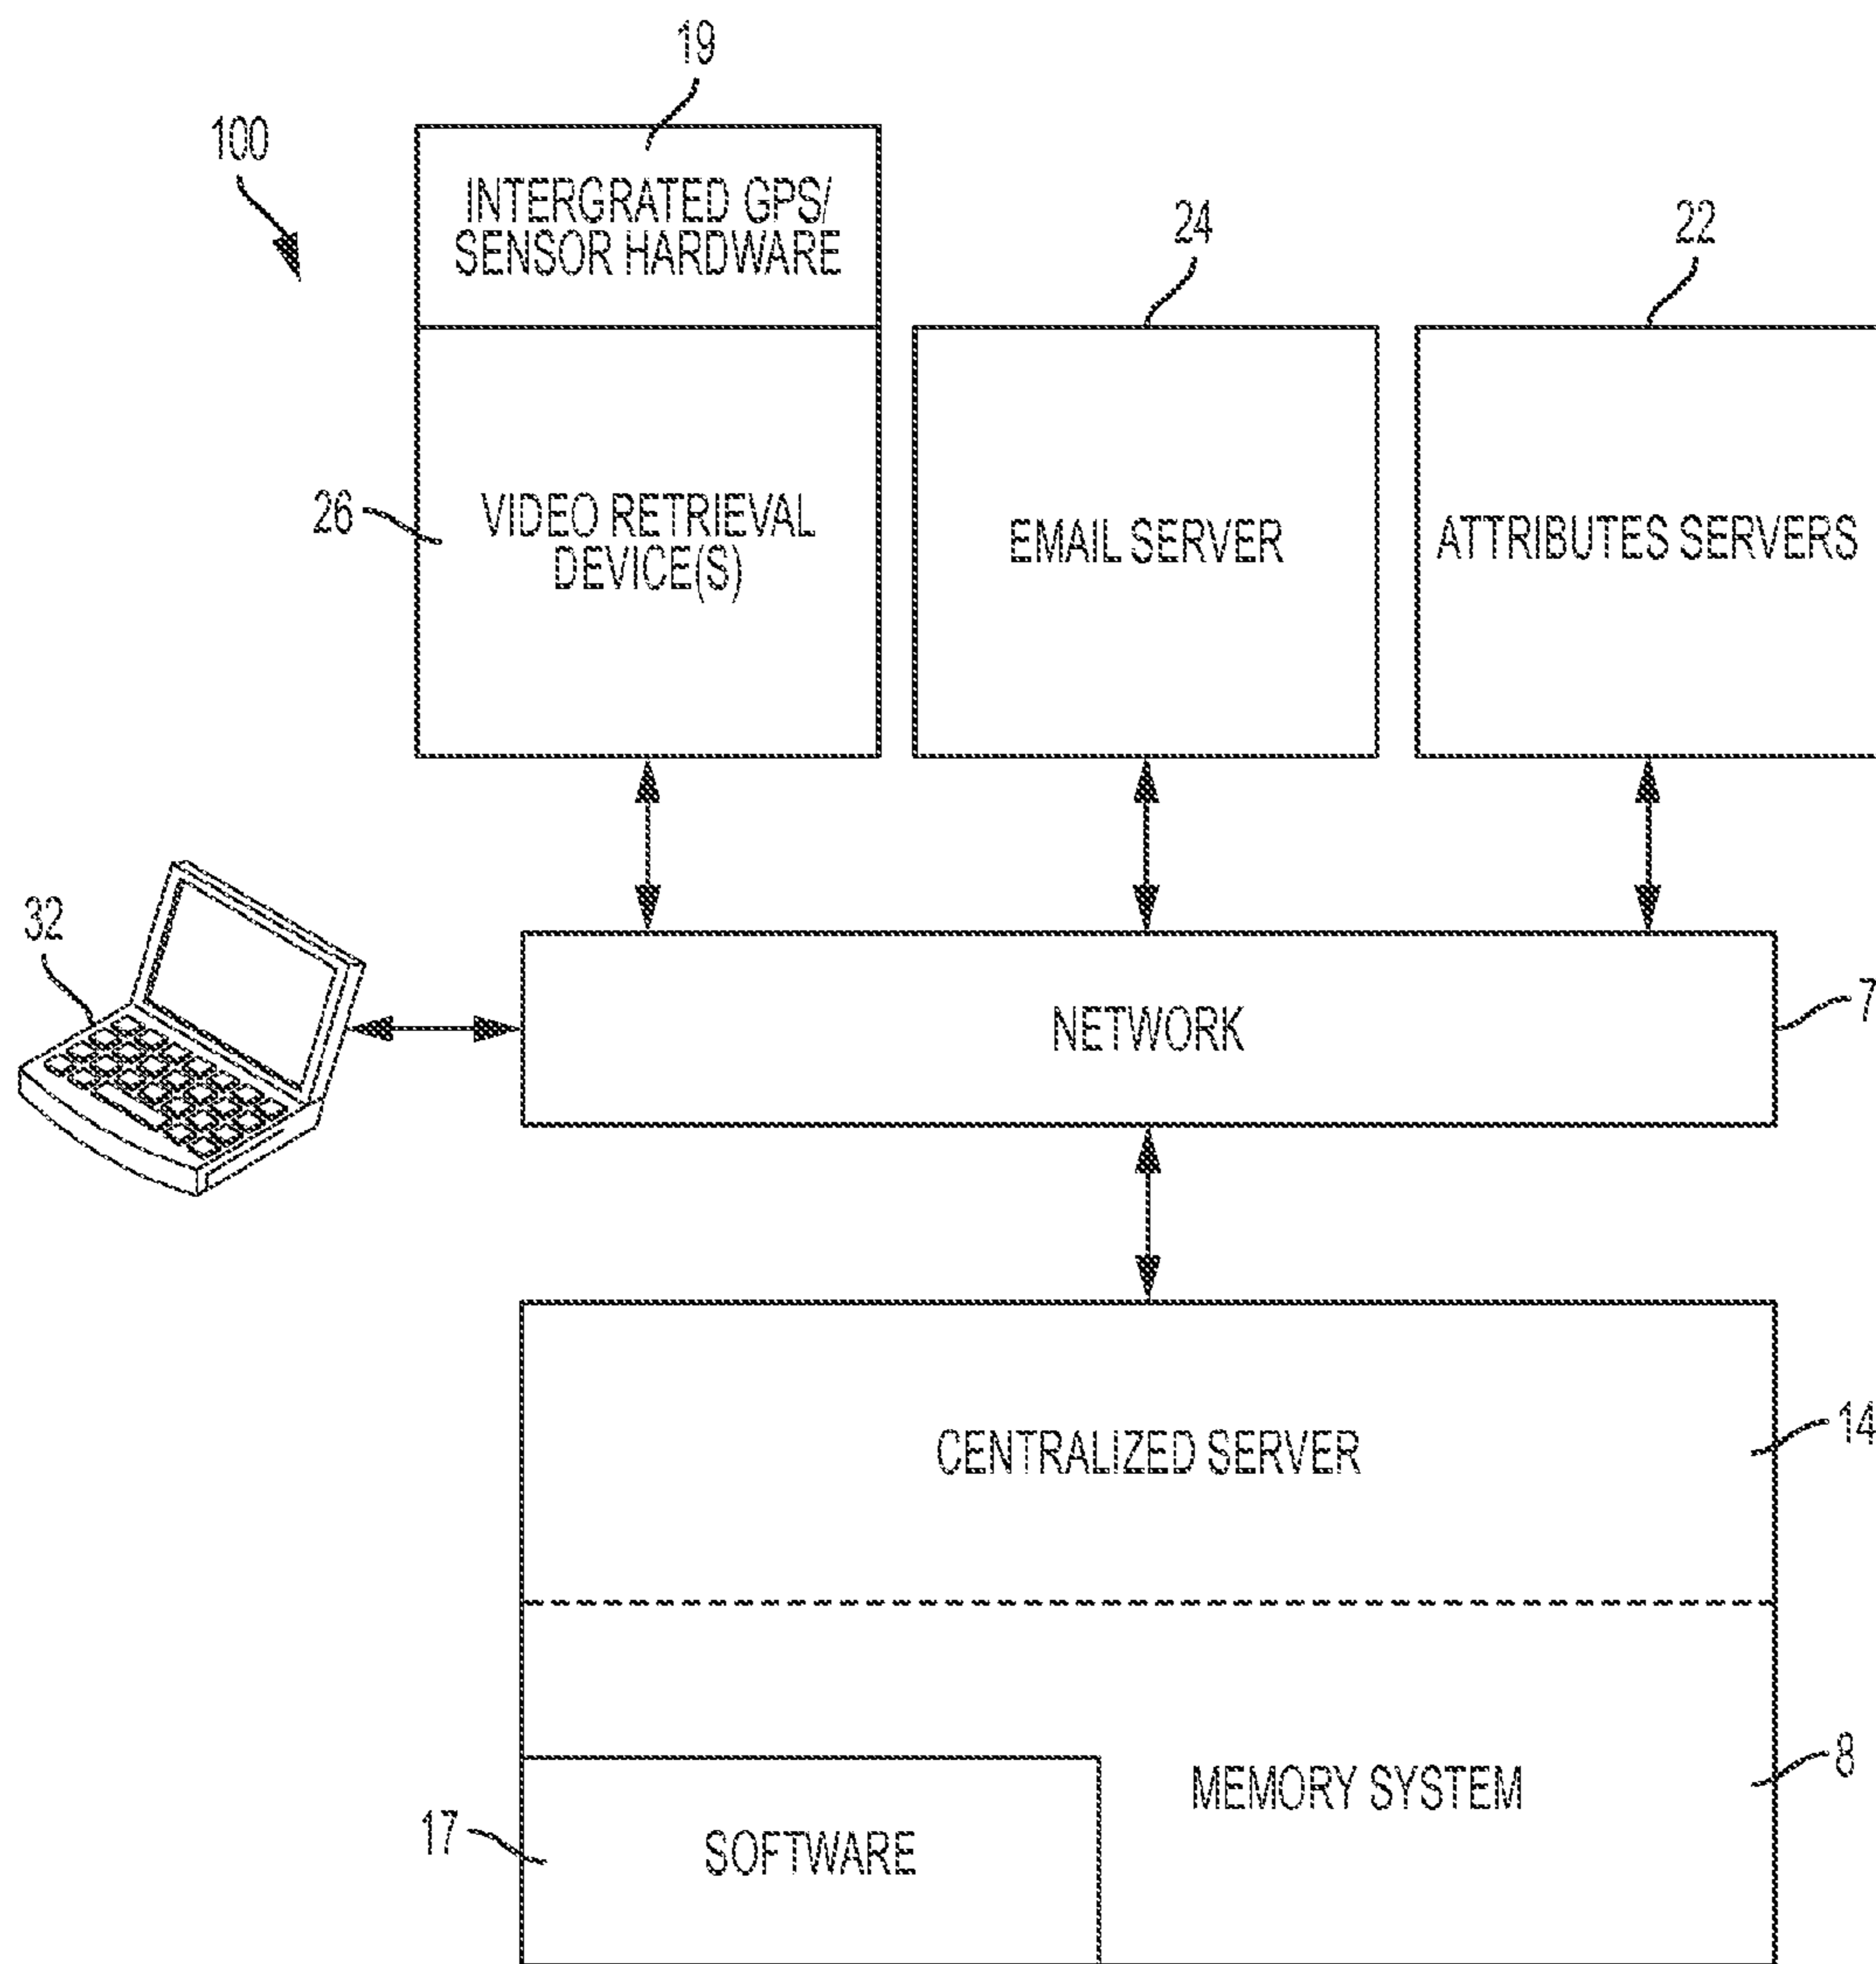 19
100
INTERGRATED GPS/
SENSOR HARDWARE
24
22
26
VIDEO RETRIEVAL
DEVICE(S)
EMAIL SERVER
ATTRIBUTES SERVERS
32
NETWORK
7
CENTRALIZED SERVER
14
MEMORY SYSTEM
8
17
SOFTWARE